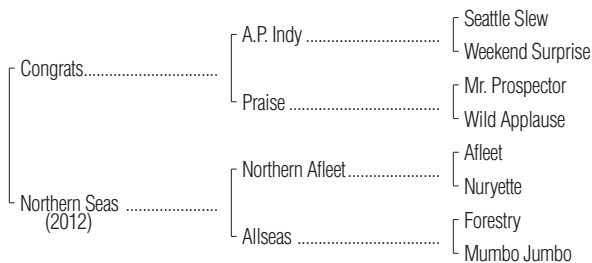 Seattle Slew
A.P. Indy ..............................
Weekend Surprise
Congrats..............................
Mr. Prospector
Praise ..................................
Wild Applause
Afleet
Northern Afleet.....................
Nuryette
Northern Seas ....................
(2012)
Forestry
Allseas ................................
Mumbo Jumbo